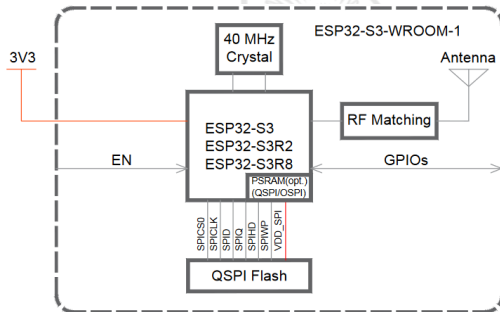 ESP32-S3-WROOM-1
40 MHz
Crystal
3V3
Antenna
ESP32-S3
ESP32-S3R2
ESP32-S3R8
RF Matching
EN
GPIOs
PSRAM(opt.)
(QSPI/OSPI)
SPICS0
SPICLK
SPID
SPIQ
SPIHD
SPIWP
VDD_SPI
QSPI Flash